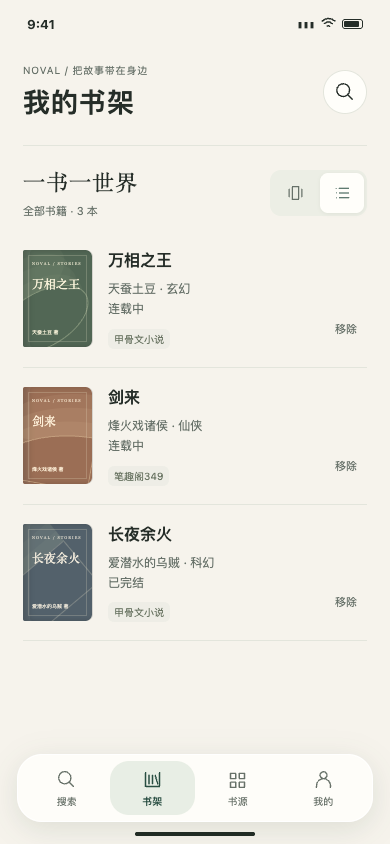 9:41
NOVAL / 把故事带在身边
我的书架
一书一世界
全部书籍 · 3 本
NOVAL / STORIES
万相之王
天蚕土豆 著
万相之王
天蚕土豆 · 玄幻
连载中
甲骨文小说
移除
NOVAL / STORIES
剑来
烽火戏诸侯 著
剑来
烽火戏诸侯 · 仙侠
连载中
笔趣阁349
移除
NOVAL / STORIES
长夜余火
爱潜水的乌贼 著
长夜余火
爱潜水的乌贼 · 科幻
已完结
甲骨文小说
移除
搜索
书架
书源
我的